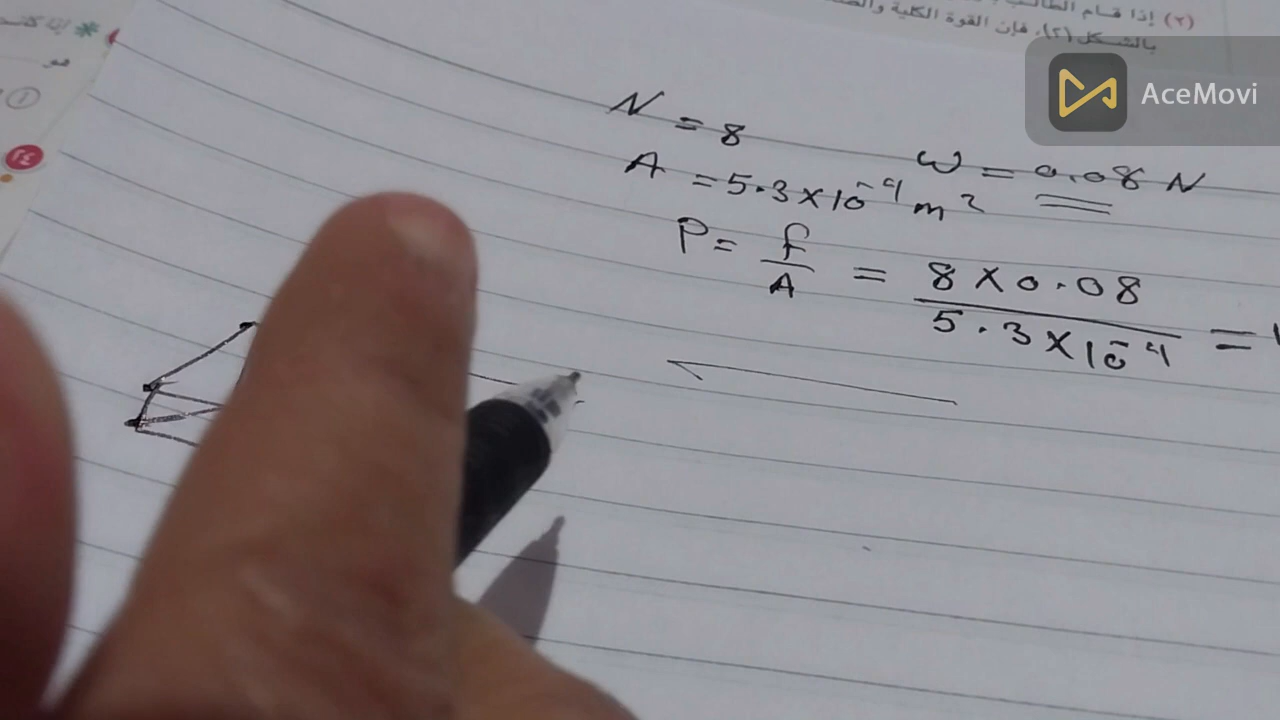 (٢) إذا قام الطالب
بالشكل (٢)، فإن القوة الكلية
AceMovi
٤٣
N = 8
W = 0.08 N
A = 5.3 × 10⁻⁴ m²
P = F/A = 8 × 0.08 / 5.3 × 10⁻⁴ =